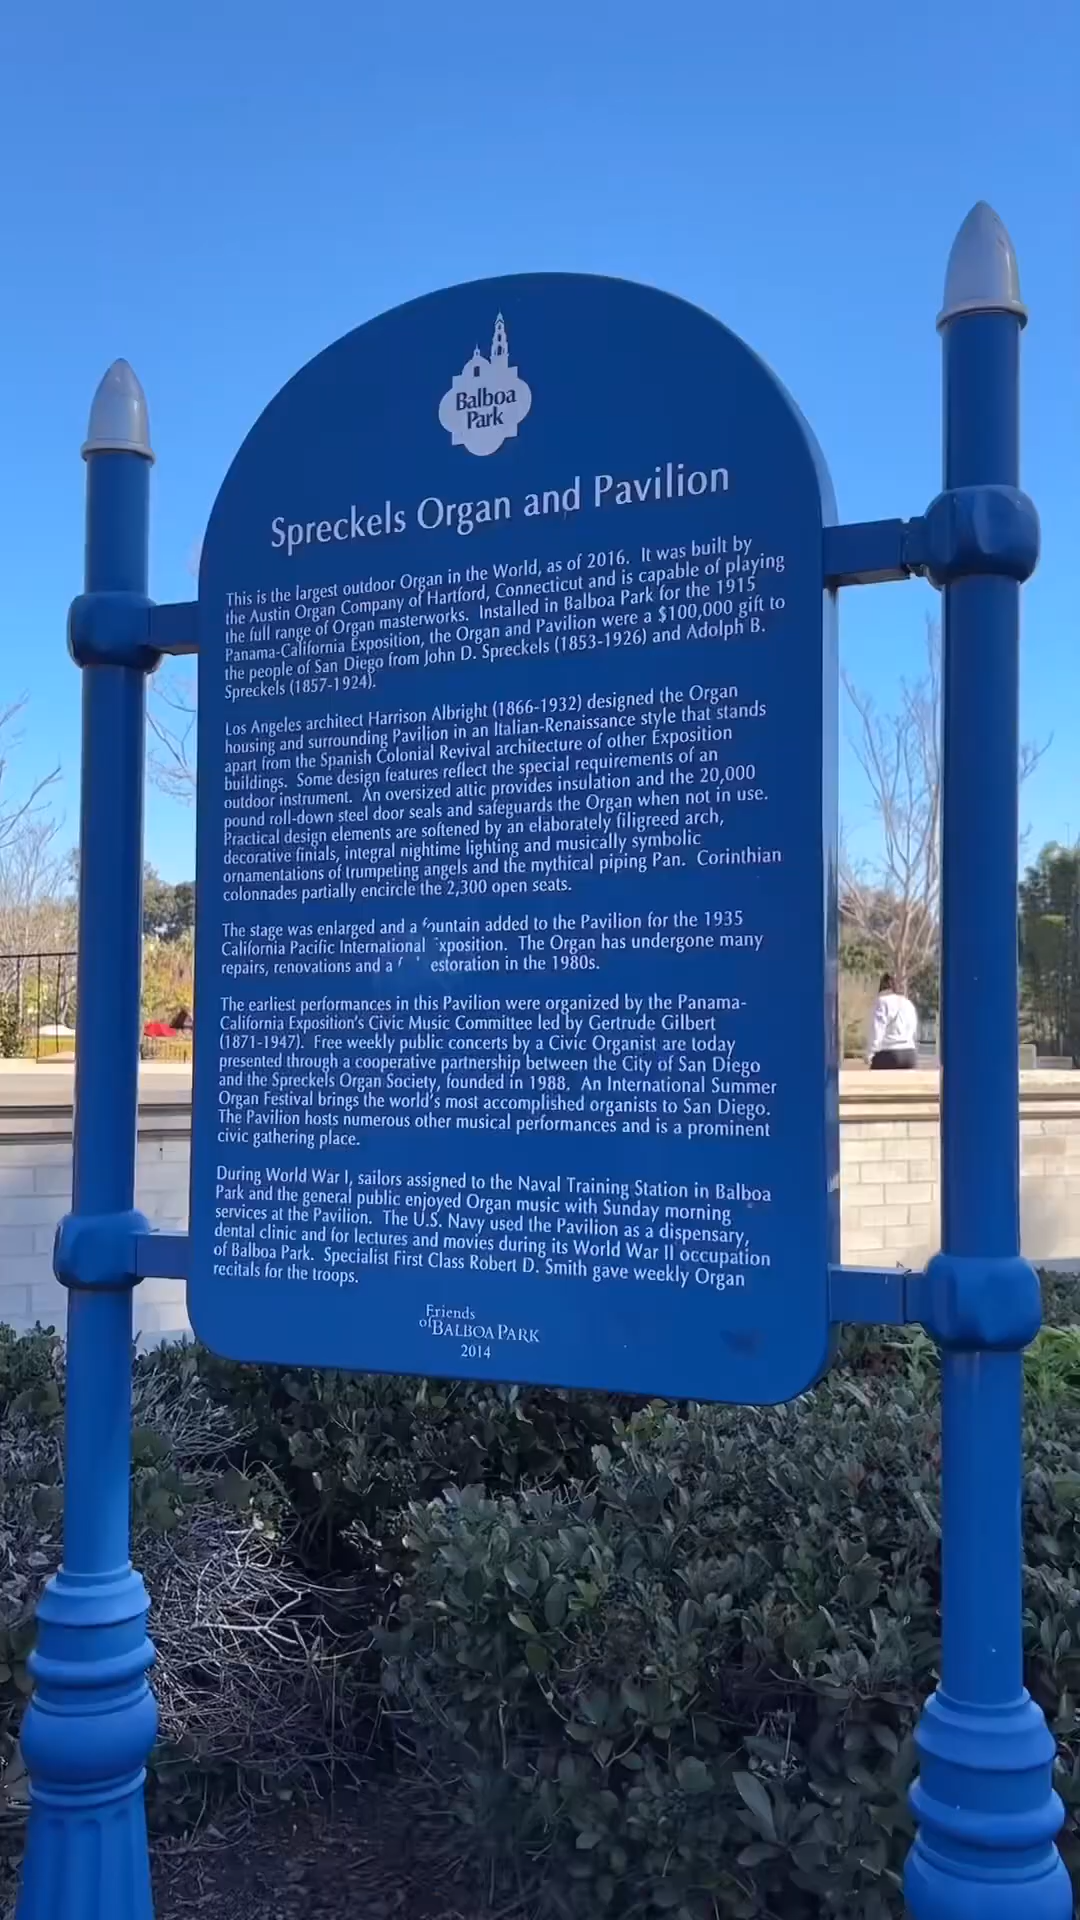 Balboa
Park
Spreckels Organ and Pavilion
This is the largest outdoor Organ in the World, as of 2016. It was built by
the Austin Organ Company of Hartford, Connecticut and is capable of playing
the full range of Organ masterworks. Installed in Balboa Park for the 1915
Panama-California Exposition, the Organ and Pavilion were a $100,000 gift to
the people of San Diego from John D. Spreckels (1853-1926) and Adolph B.
Spreckels (1857-1924).
Los Angeles architect Harrison Albright (1866-1932) designed the Organ
housing and surrounding Pavilion in an Italian-Renaissance style that stands
apart from the Spanish Colonial Revival architecture of other Exposition
buildings. Some design features reflect the special requirements of an
outdoor instrument. An oversized attic provides insulation and the 20,000
pound roll-down steel door seals and safeguards the Organ when not in use.
Practical design elements are softened by an elaborately filigreed arch,
decorative finials, integral nightime lighting and musically symbolic
ornamentations of trumpeting angels and the mythical piping Pan. Corinthian
colonnades partially encircle the 2,300 open seats.
The stage was enlarged and a fountain added to the Pavilion for the 1935
California Pacific International xposition. The Organ has undergone many
repairs, renovations and a estoration in the 1980s.
The earliest performances in this Pavilion were organized by the Panama-
California Exposition's Civic Music Committee led by Gertrude Gilbert
(1871-1947). Free weekly public concerts by a Civic Organist are today
presented through a cooperative partnership between the City of San Diego
and the Spreckels Organ Society, founded in 1988. An International Summer
Organ Festival brings the world's most accomplished organists to San Diego.
The Pavilion hosts numerous other musical performances and is a prominent
civic gathering place.
During World War I, sailors assigned to the Naval Training Station in Balboa
Park and the general public enjoyed Organ music with Sunday morning
services at the Pavilion. The U.S. Navy used the Pavilion as a dispensary,
dental clinic and for lectures and movies during its World War II occupation
of Balboa Park. Specialist First Class Robert D. Smith gave weekly Organ
recitals for the troops.
Friends
of BALBOA PARK
2014